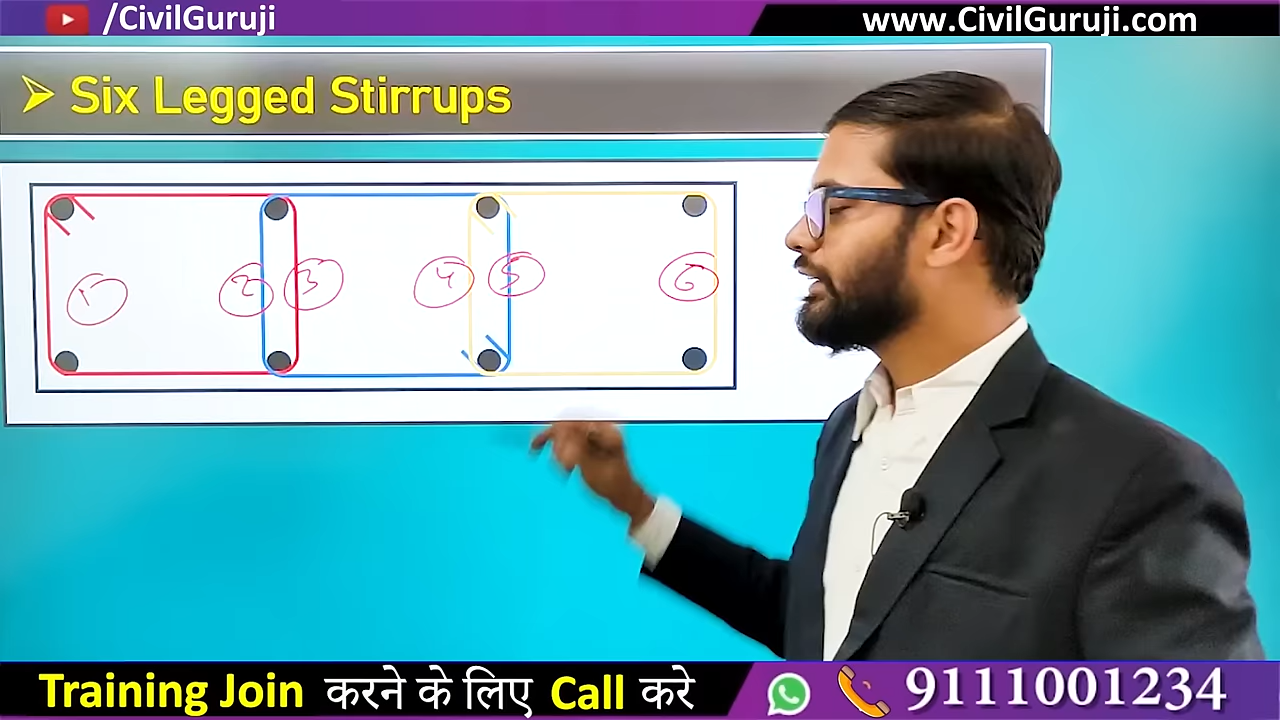 /CivilGuruji
www.CivilGuruji.com
➢ Six Legged Stirrups
1 2 3 4 5 6
Training Join करने के लिए Call करे
9111001234